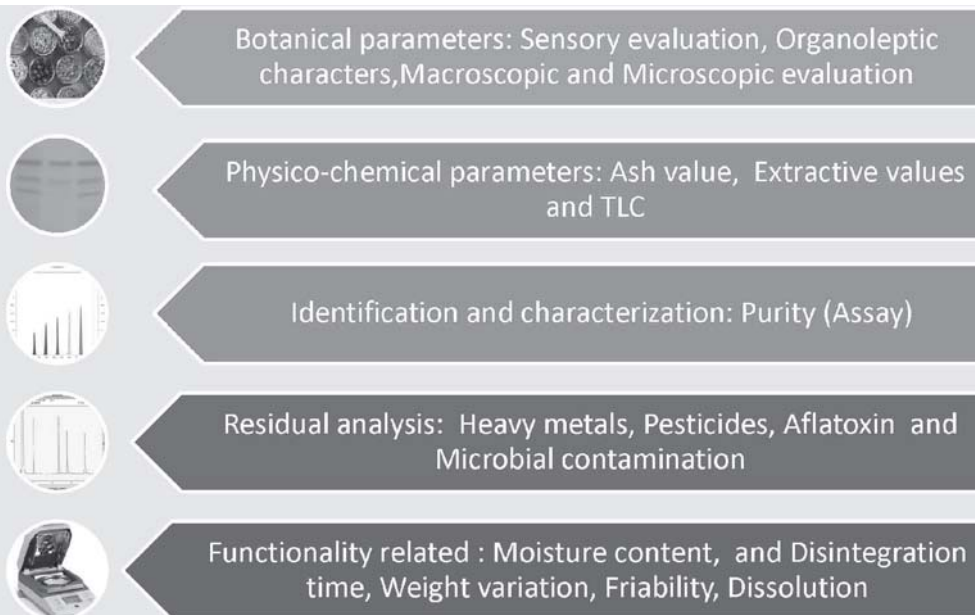 Botanical parameters: Sensory evaluation, Organoleptic
characters,Macroscopic and Microscopic evaluation
Physico-chemical parameters: Ash value, Extractive values
and TLC
Identification and characterization: Purity (Assay)
Residual analysis: Heavy metals, Pesticides, Aflatoxin and
Microbial contamination
Functionality related : Moisture content, and Disintegration
time, Weight variation, Friability, Dissolution